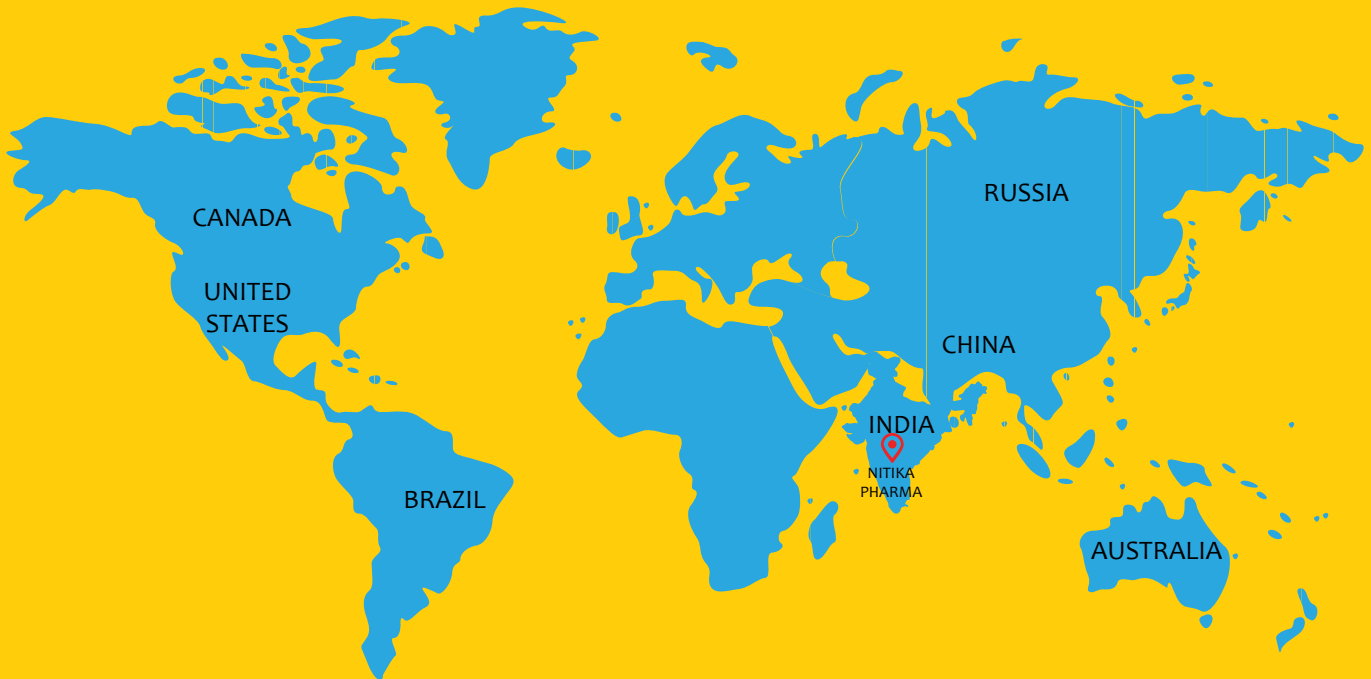 RUSSIA
CANADA
UNITED
STATES
CHINA
INDIA
NITIKA
PHARMA
BRAZIL
AUSTRALIA